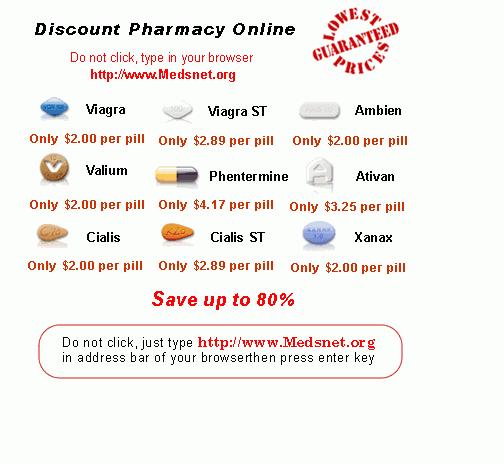 Discount Pharmacy Online
LOWEST
GUARANTEED
PRICES
Do not click, type in your browser
http://www.Medsnet.org
Viagra
Viagra ST
Ambien
Only $2.00 per pill
Only $2.89 per pill
Only $2.00 per pill
Valium
Phentermine
Ativan
Only $2.00 per pill
Only $4.17 per pill
Only $3.25 per pill
Cialis
Cialis ST
Xanax
Only $2.00 per pill
Only $2.89 per pill
Only $2.00 per pill
Save up to 80%
Do not click, just type http://www.Medsnet.org
in address bar of your browserthen press enter key